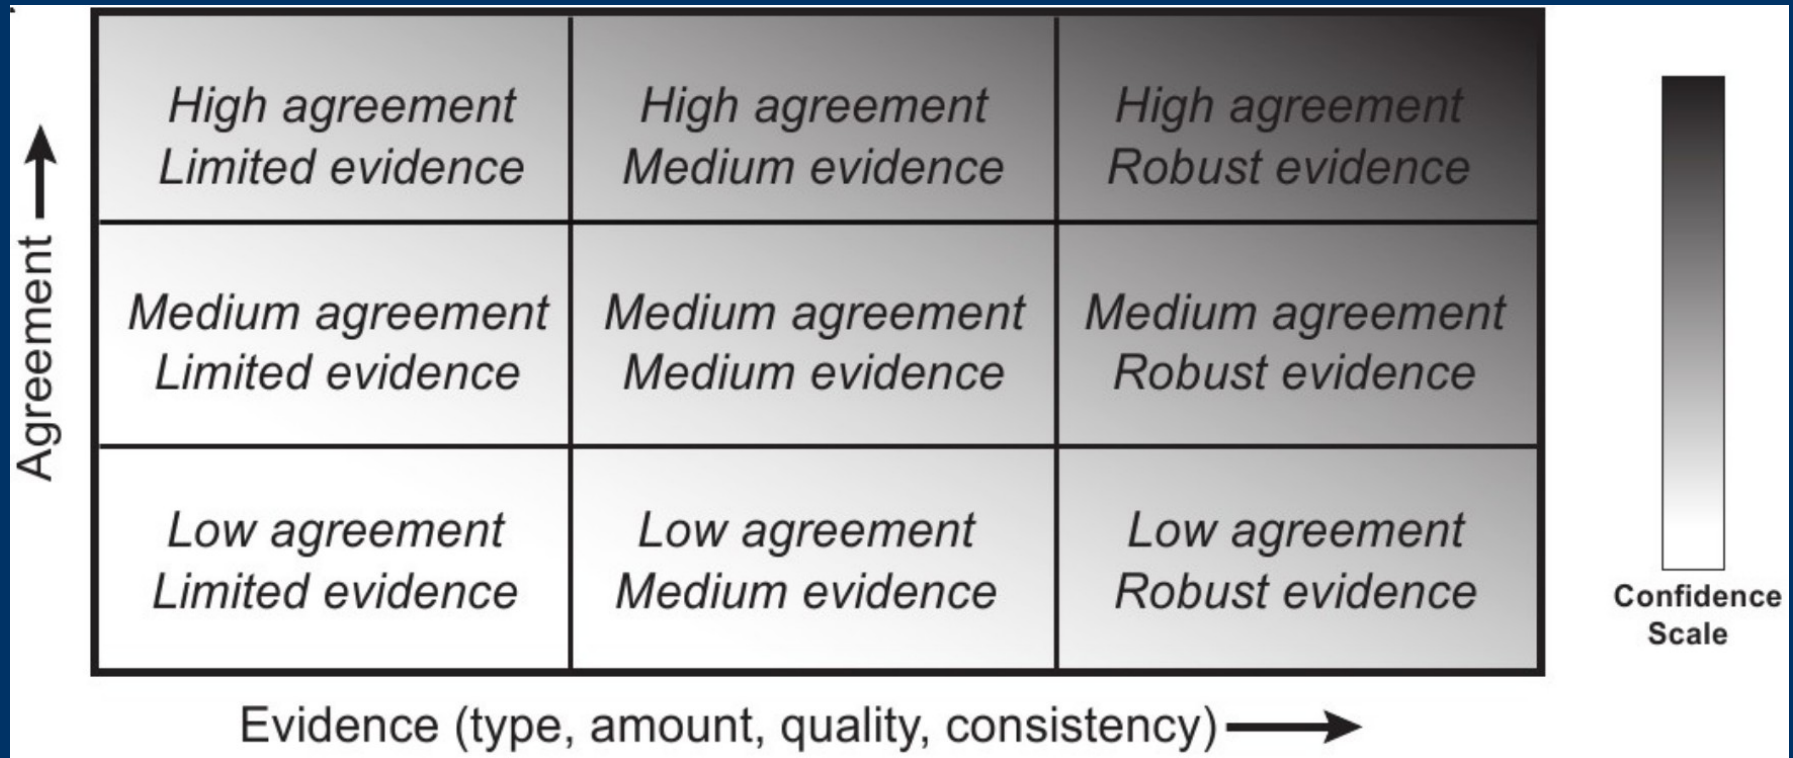 High agreement
Limited evidence
High agreement
Medium evidence
High agreement
Robust evidence
Medium agreement
Limited evidence
Medium agreement
Medium evidence
Medium agreement
Robust evidence
Low agreement
Limited evidence
Low agreement
Medium evidence
Low agreement
Robust evidence
Agreement
Evidence (type, amount, quality, consistency)
Confidence
Scale